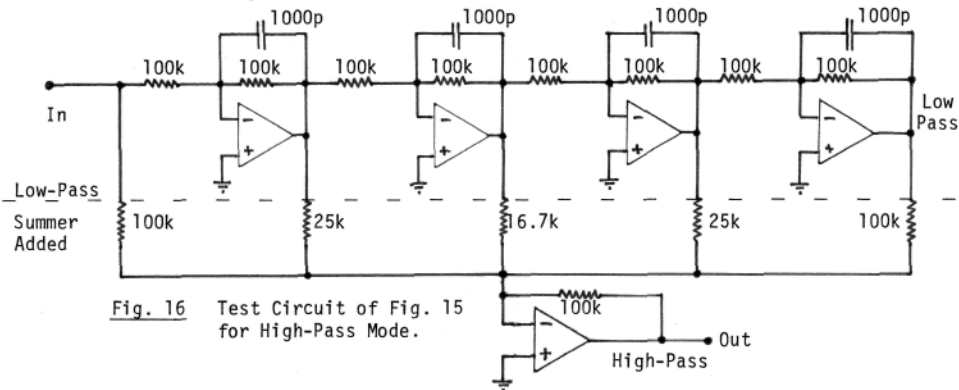 1000p 1000p 1000p 1000p
100k 100k 100k 100k 100k 100k 100k 100k
In
- - - -
+ + + +
Low
Pass
Low-Pass
Summer
Added
100k 25k 16.7k 25k 100k
100k
Fig. 16 Test Circuit of Fig. 15
for High-Pass Mode.
-
+
Out
High-Pass